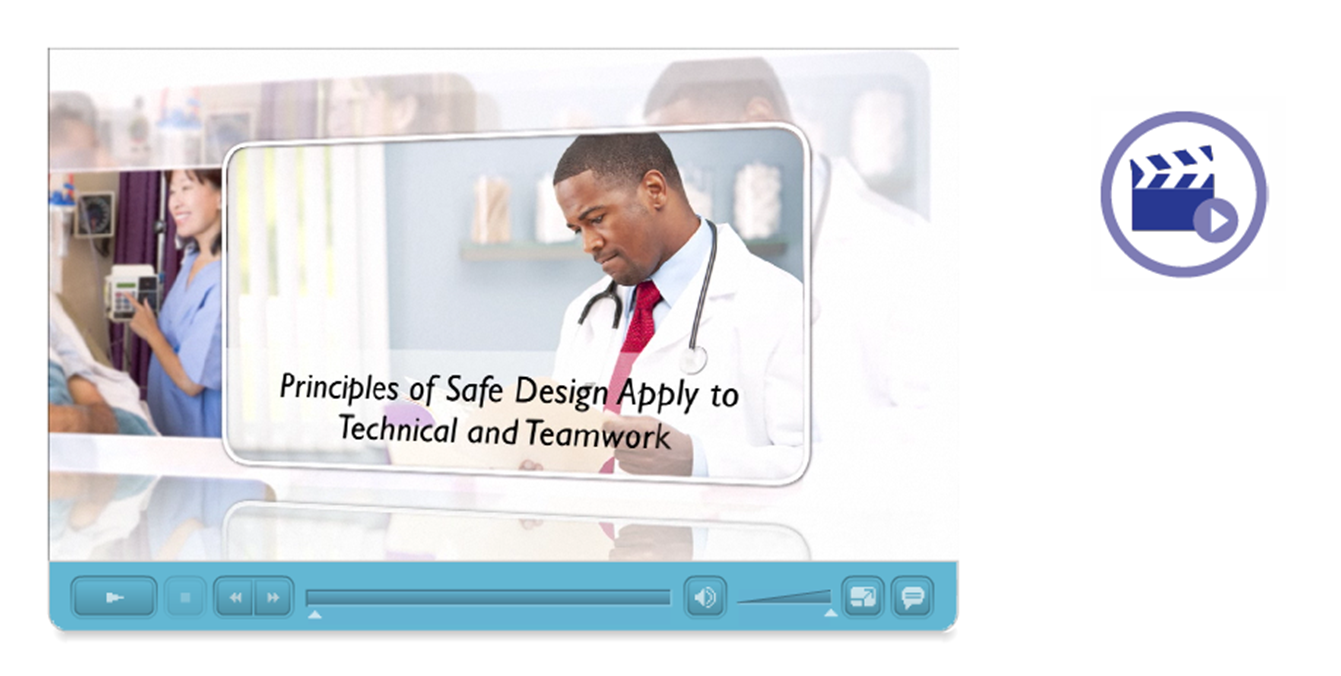 Principles of Safe Design Apply to
Technical and Teamwork